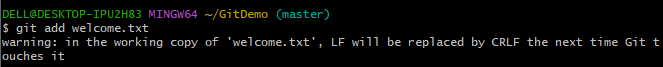 DELL@DESKTOP-IPU2H83 MINGW64 ~/GitDemo (master)
$ git add welcome.txt
warning: in the working copy of 'welcome.txt', LF will be replaced by CRLF the next time Git t
ouches it